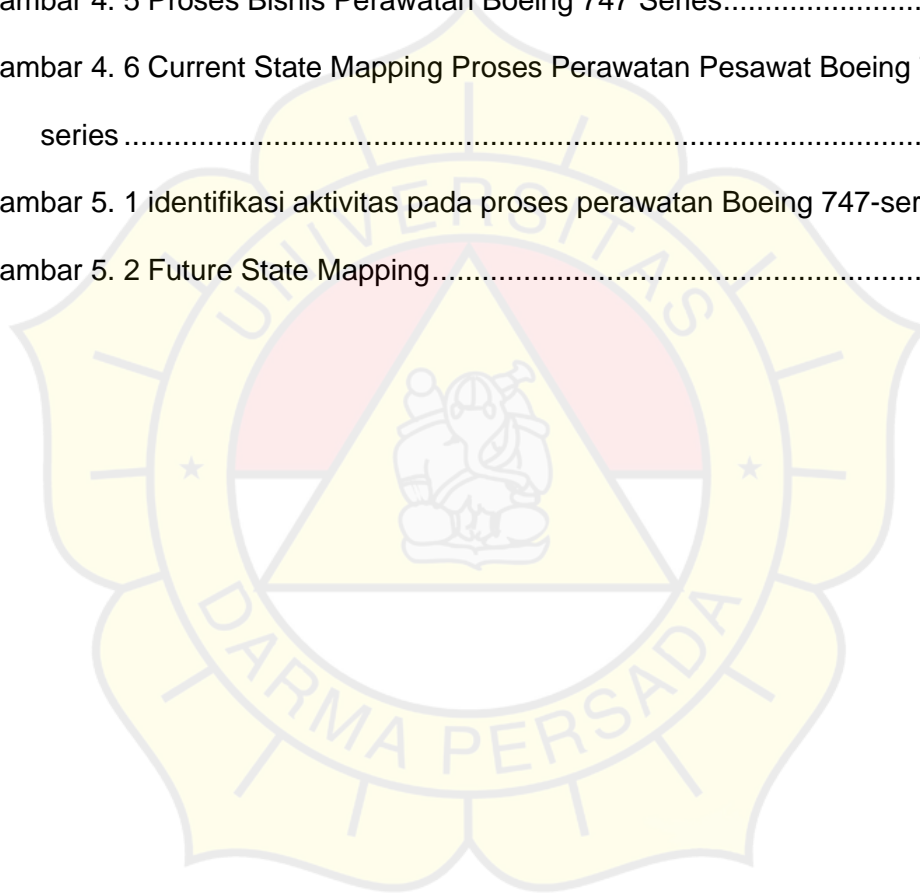 ambar 4. 5 Proses Bisnis Perawatan Boeing 747 Series........................
ambar 4. 6 Current State Mapping Proses Perawatan Pesawat Boeing
series................................................................................................
ambar 5. 1 identifikasi aktivitas pada proses perawatan Boeing 747-ser
ambar 5. 2 Future State Mapping...........................................................
UNIVERSITAS
DARMA PERSADA